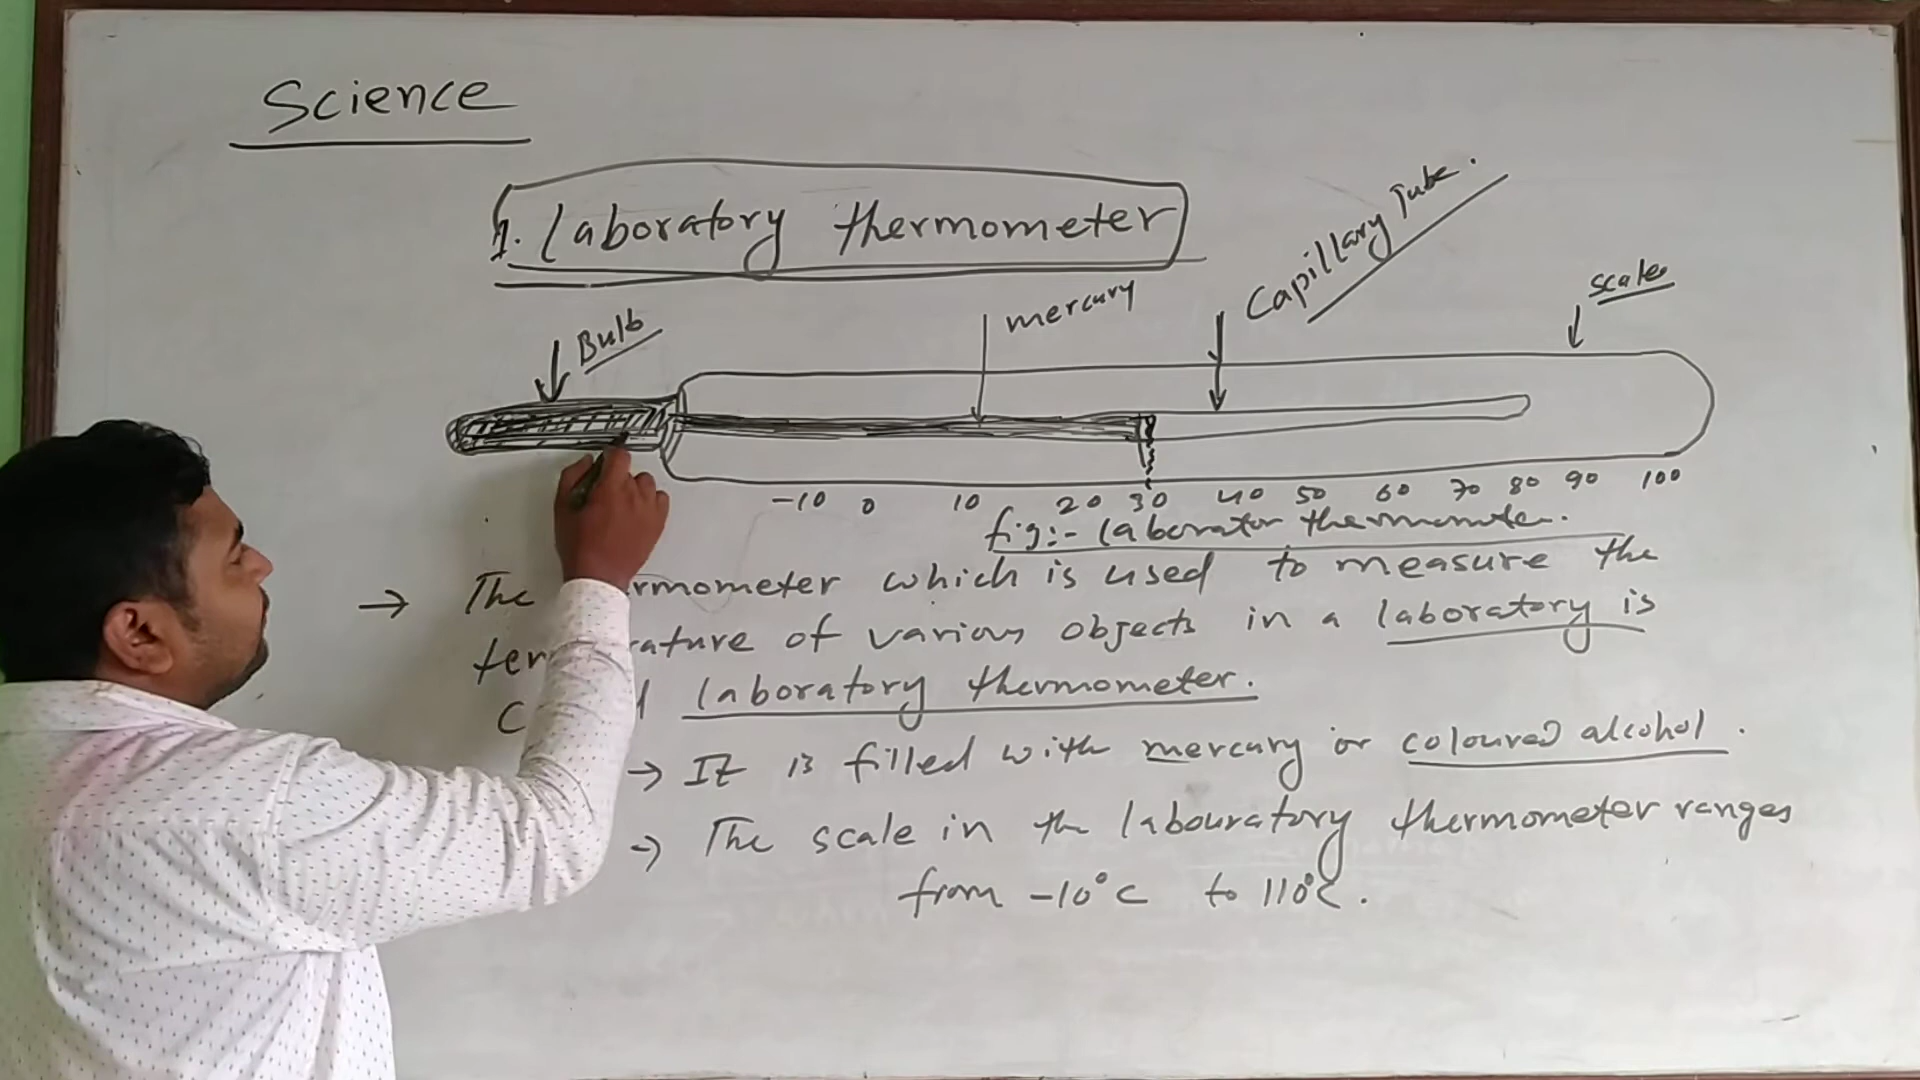 Science
1. Laboratory thermometer
Bulb
mercury
Capillary Tube.
scale
-10 0 10 20 30 40 50 60 70 80 90 100
fig:- laborator thermometer.
→ The rmometer which is used to measure the
tem rature of various objects in a laboratory is
C d laboratory thermometer.
→ It is filled with mercury or coloured alcohol.
→ The scale in the labouratory thermometer ranges
from -10°C to 110°C.